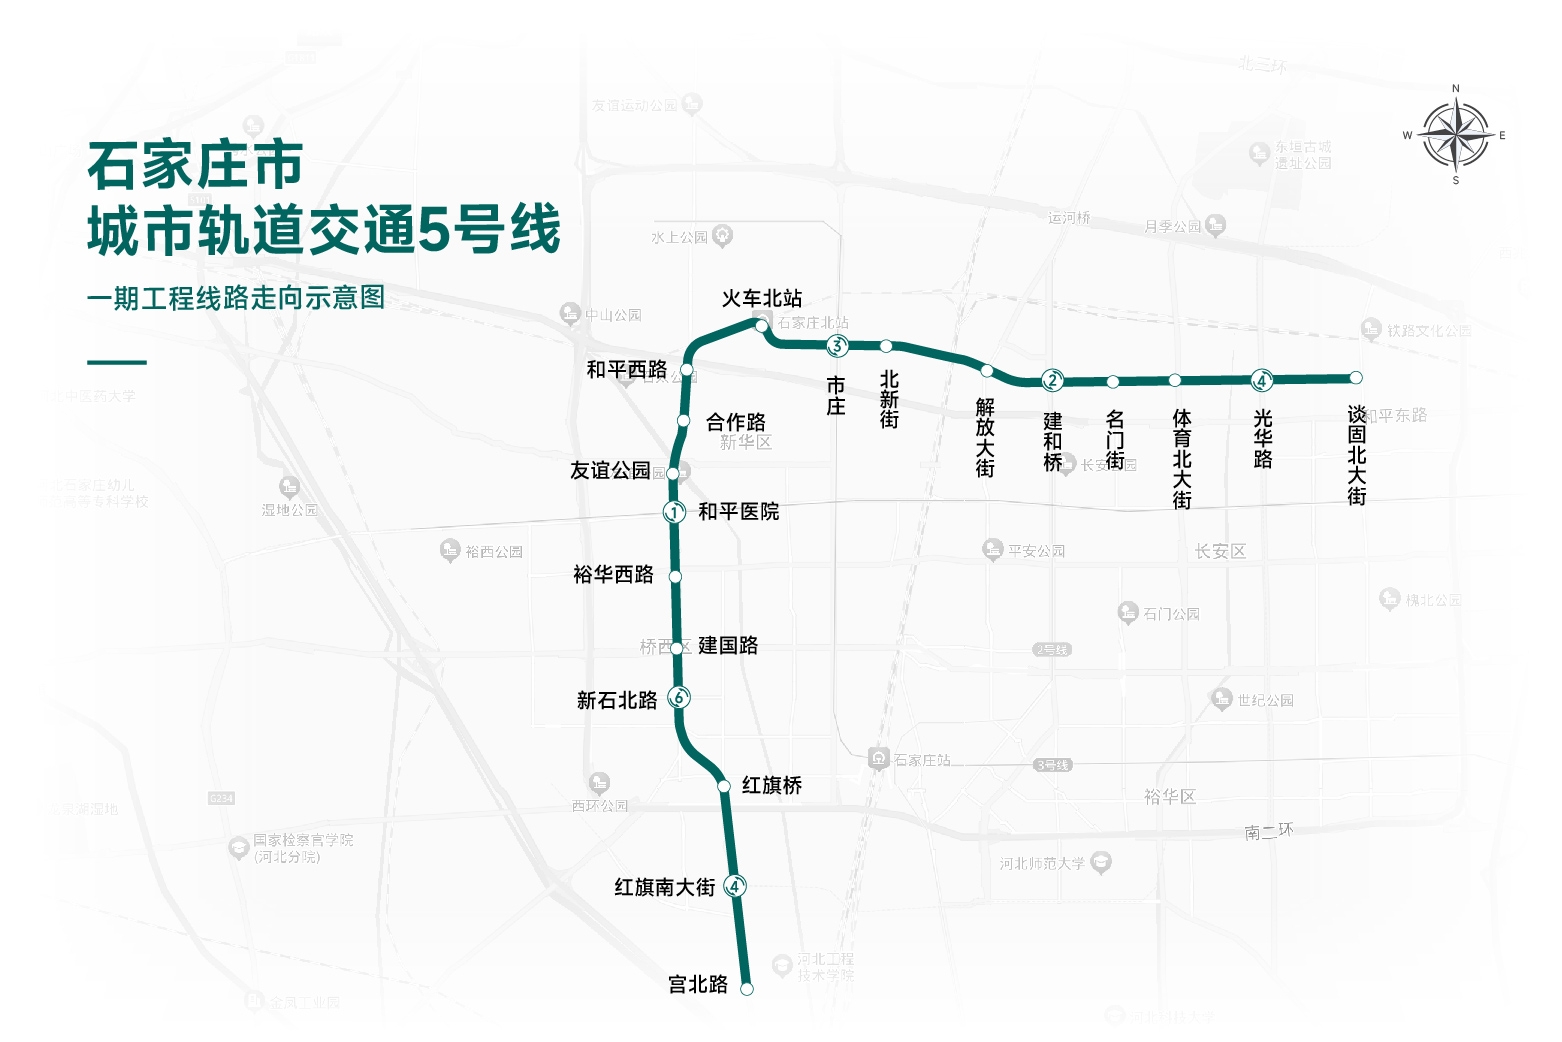 石家庄市
城市轨道交通5号线
一期工程线路走向示意图
N
W
E
S
北三环
友谊运动公园
东垣古城
遗址公园
运河桥
月季公园
水上公园
火车北站
石家庄北站
中山公园
铁路文化公园
和平西路
3
市庄
北新街
解放大街
2
建和桥
名门街
体育北大街
4
光华路
谈固北大街
和平东路
合作路
新华区
友谊公园
长安公园
1
和平医院
湿地公园
裕西公园
平安公园
长安区
裕华西路
石门公园
槐北公园
桥西区
建国路
2号线
新石北路
6
世纪公园
石家庄站
3号线
红旗桥
西环公园
G234
裕华区
南二环
国家检察官学院
(河北分院)
河北师范大学
红旗南大街
4
河北工程
技术学院
宫北路
金凤工业园
河北科技大学